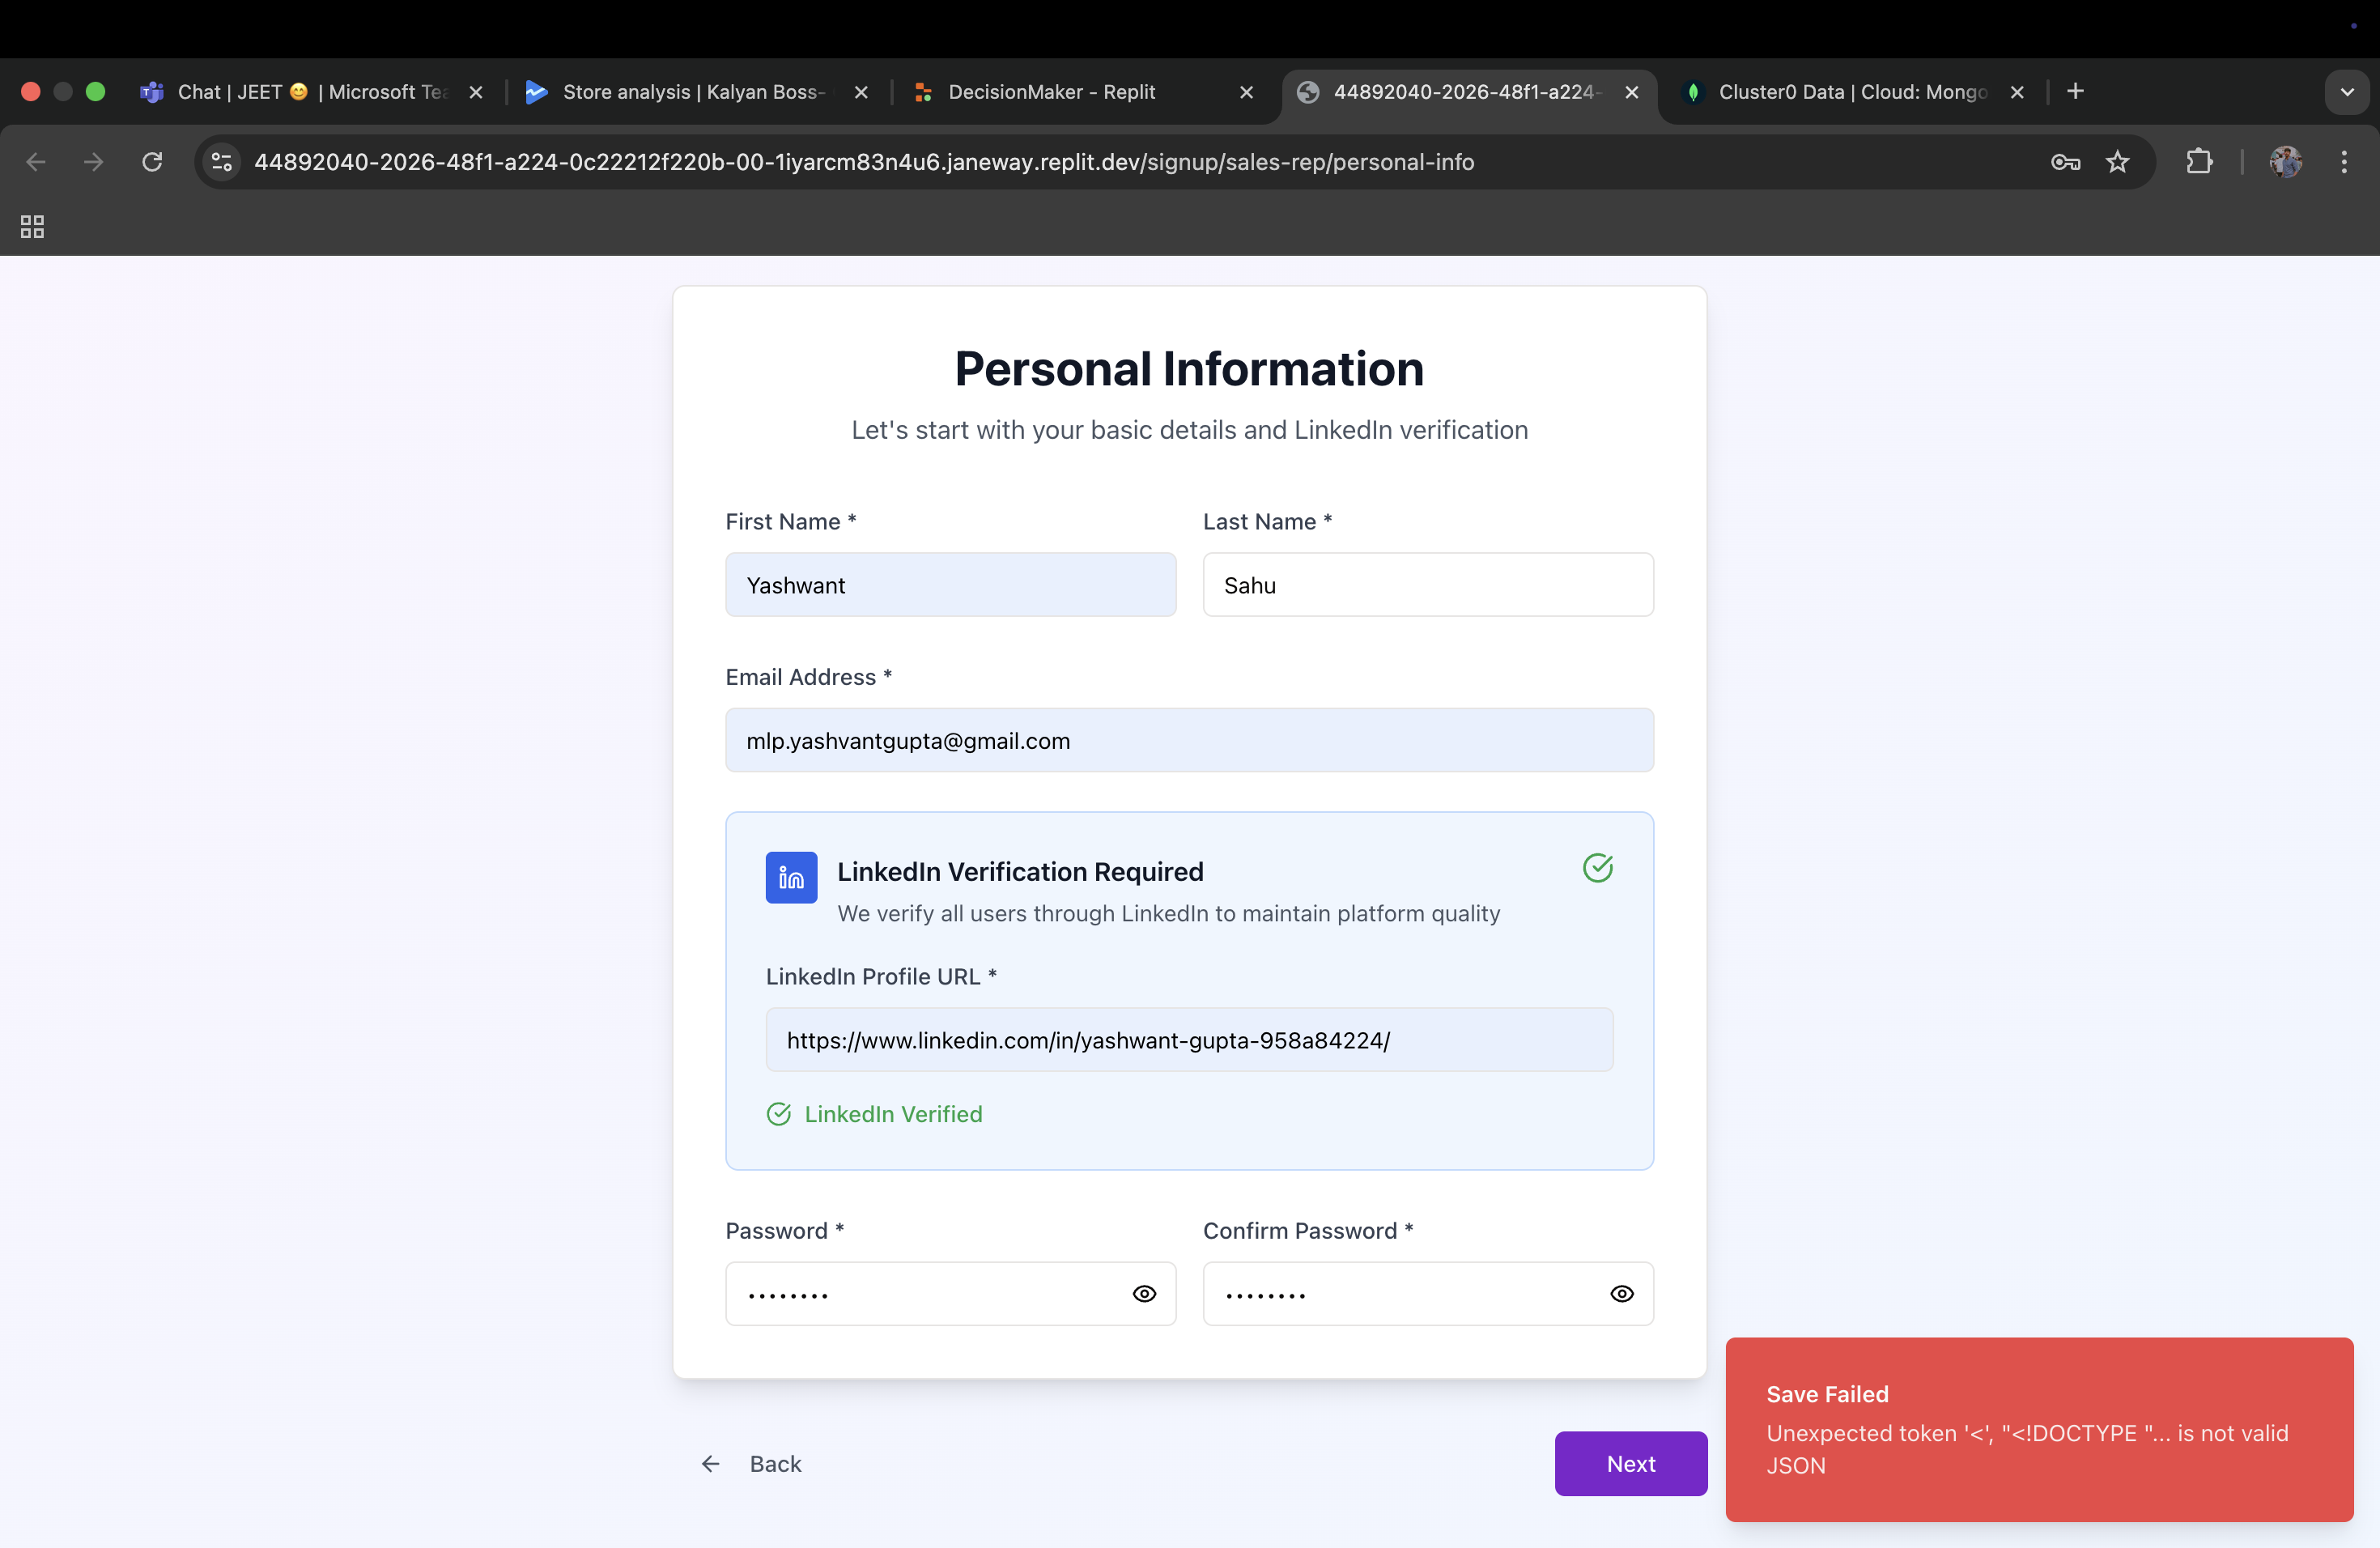 Chat | JEET 😊 | Microsoft Tea
Store analysis | Kalyan Boss-
DecisionMaker - Replit
44892040-2026-48f1-a224-
Cluster0 Data | Cloud: Mongo
44892040-2026-48f1-a224-0c22212f220b-00-1iyarcm83n4u6.janeway.replit.dev/signup/sales-rep/personal-info
Personal Information
Let's start with your basic details and LinkedIn verification
First Name *
Last Name *
Yashwant
Sahu
Email Address *
mlp.yashvantgupta@gmail.com
in
LinkedIn Verification Required
We verify all users through LinkedIn to maintain platform quality
LinkedIn Profile URL *
https://www.linkedin.com/in/yashwant-gupta-958a84224/
LinkedIn Verified
Password *
Confirm Password *
••••••••
••••••••
Save Failed
Unexpected token '<', "<!DOCTYPE "... is not valid
JSON
Back
Next